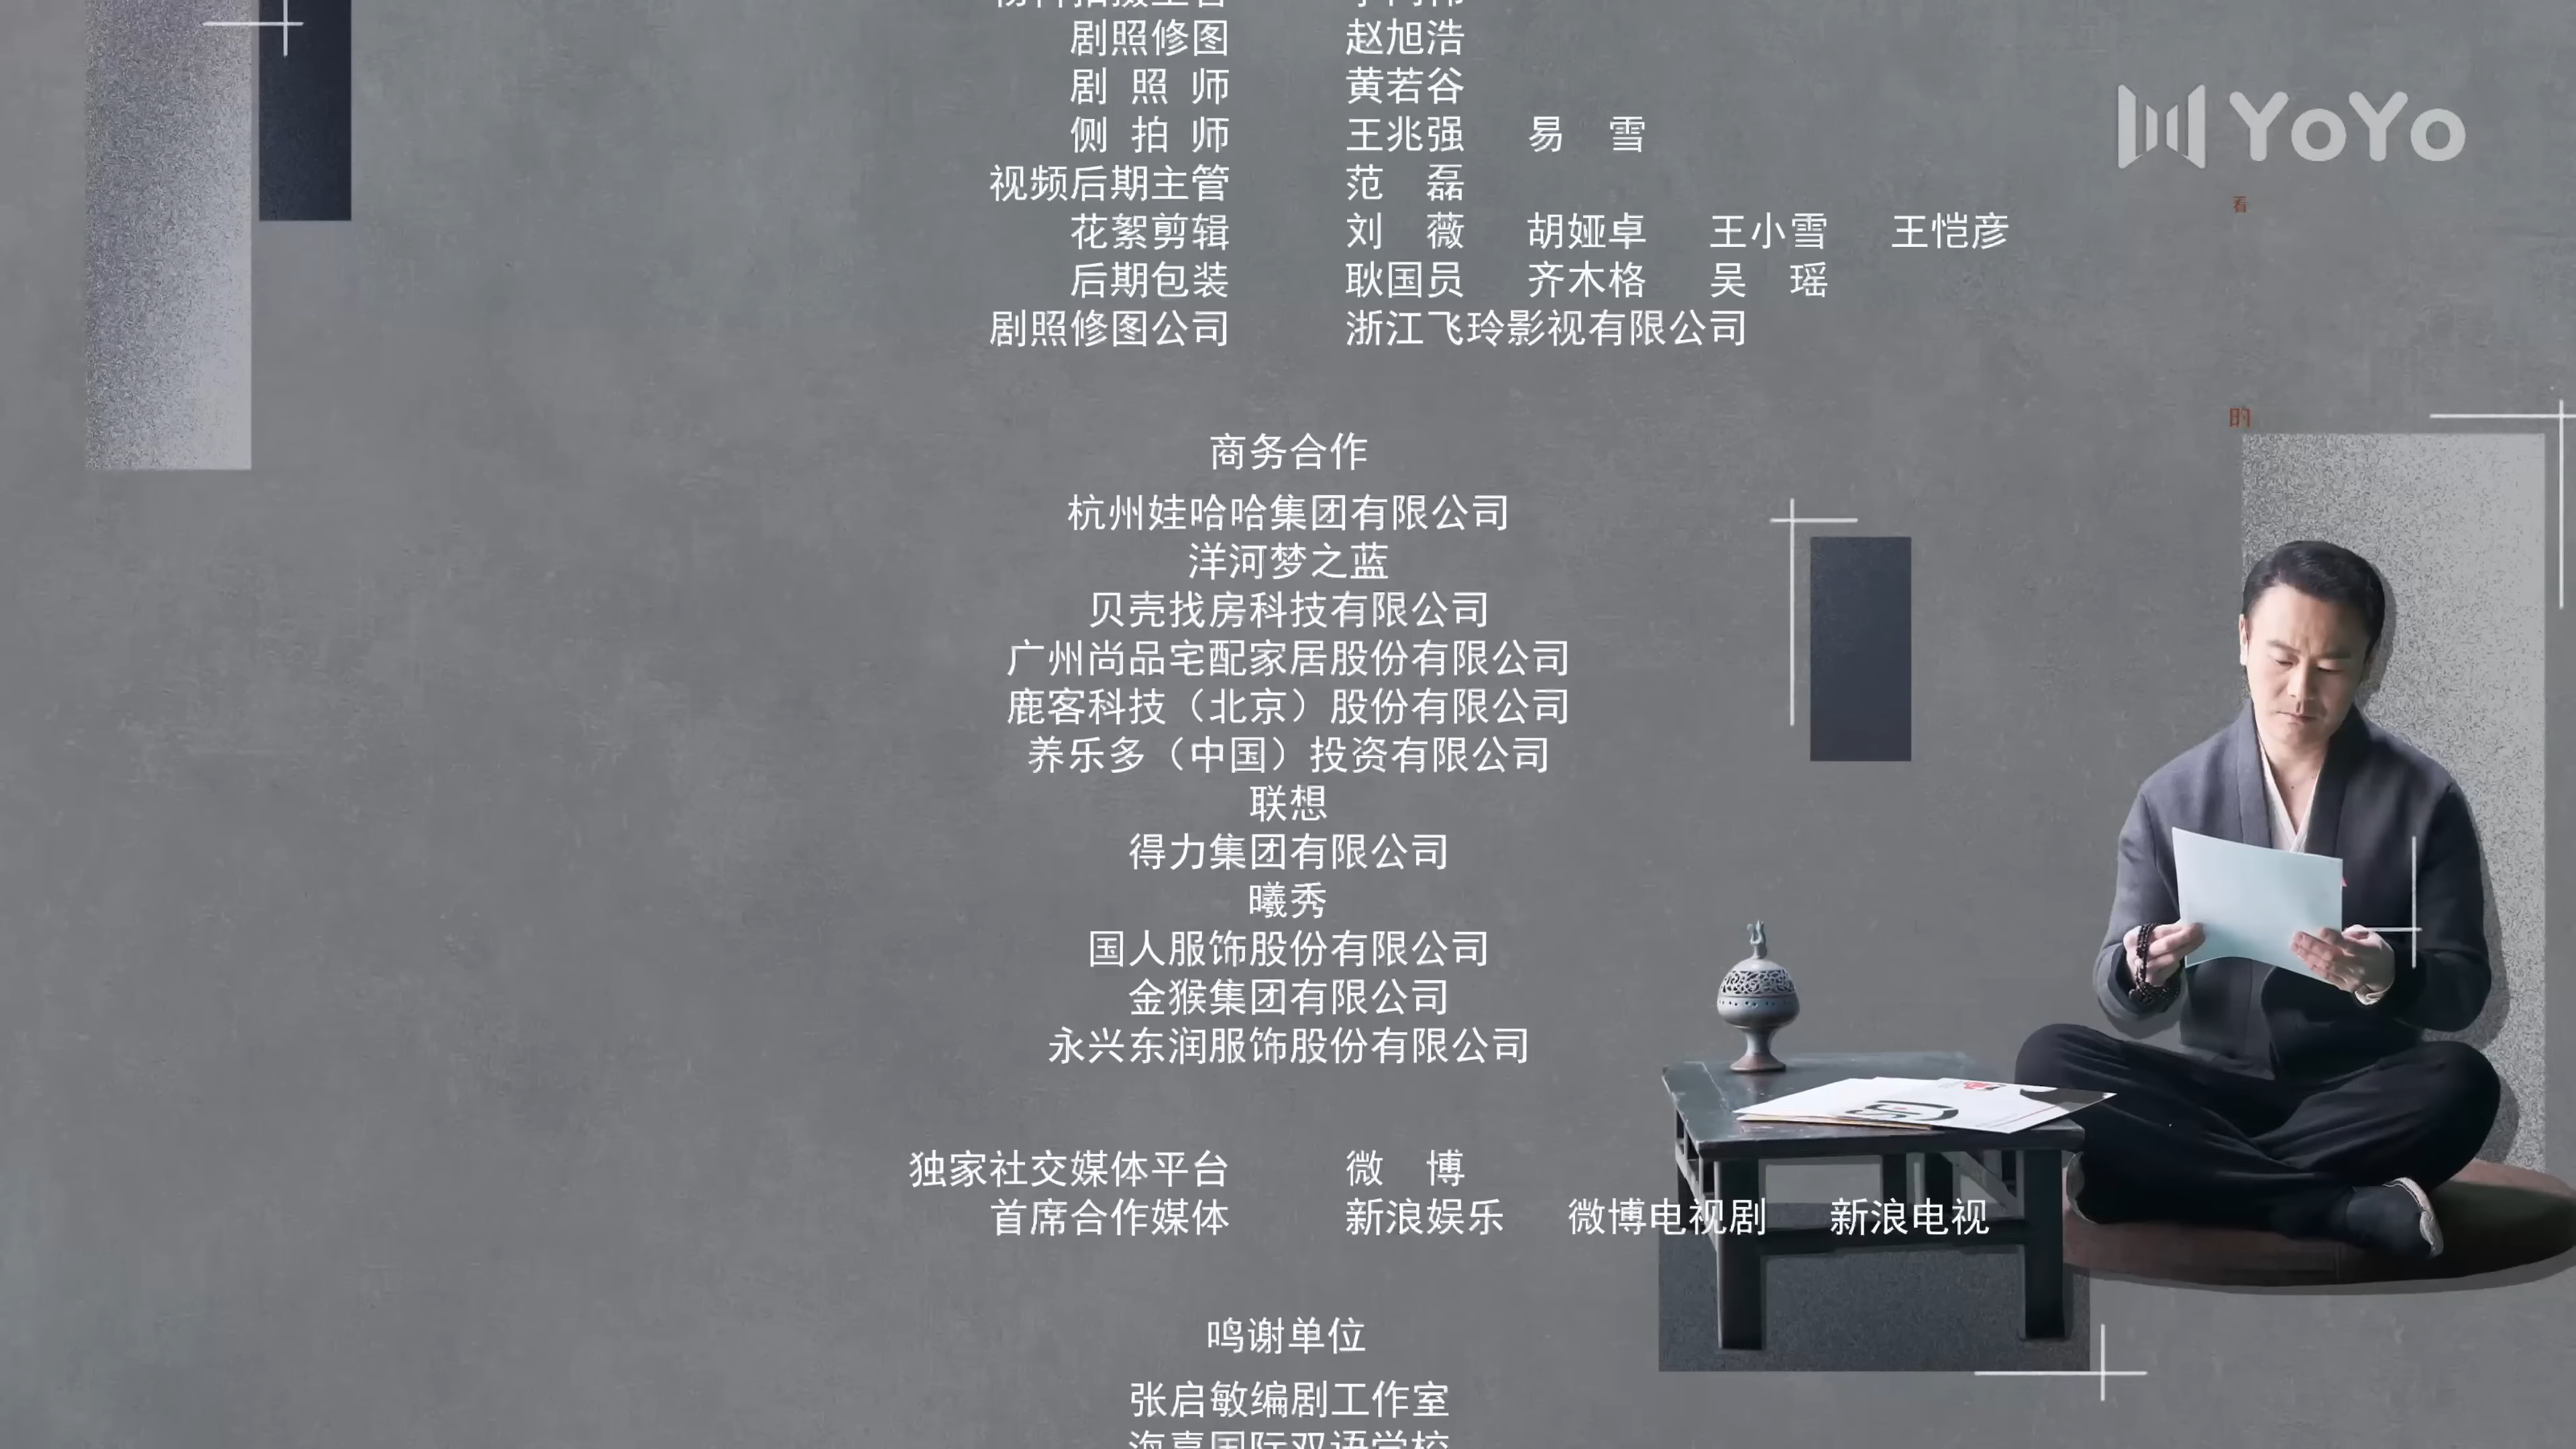 剧照修图 赵旭浩
剧照师 黄若谷
侧拍师 王兆强 易雪
视频后期主管 范磊
花絮剪辑 刘薇 胡娅卓 王小雪 王恺彦
后期包装 耿国员 齐木格 吴瑶
剧照修图公司 浙江飞玲影视有限公司
YoYo
看
的
商务合作
杭州娃哈哈集团有限公司
洋河梦之蓝
贝壳找房科技有限公司
广州尚品宅配家居股份有限公司
鹿客科技（北京）股份有限公司
养乐多（中国）投资有限公司
联想
得力集团有限公司
曦秀
国人服饰股份有限公司
金猴集团有限公司
永兴东润服饰股份有限公司
独家社交媒体平台 微博
首席合作媒体 新浪娱乐 微博电视剧 新浪电视
鸣谢单位
张启敏编剧工作室